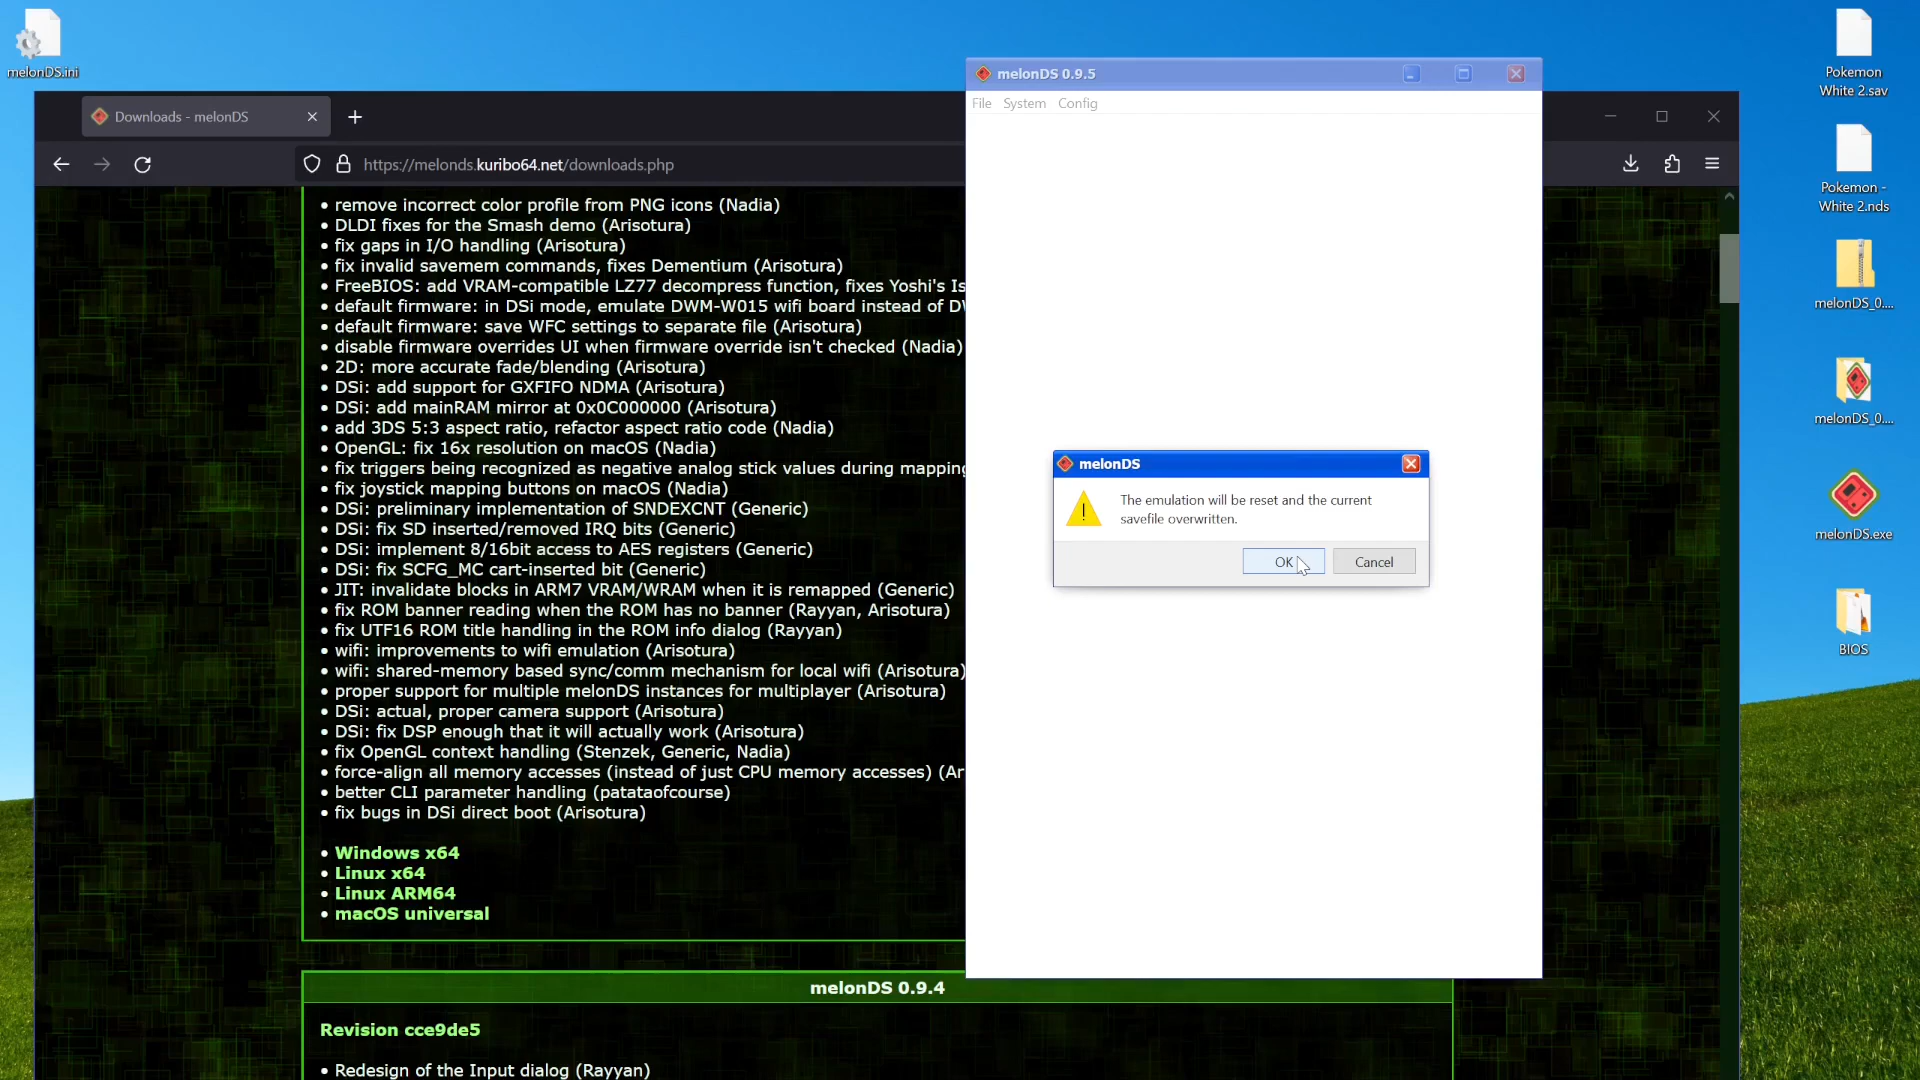 melonDS.ini
Downloads - melonDS
https://melonds.kuribo64.net/downloads.php
• remove incorrect color profile from PNG icons (Nadia)
• DLDI fixes for the Smash demo (Arisotura)
• fix gaps in I/O handling (Arisotura)
• fix invalid savemem commands, fixes Dementium (Arisotura)
• FreeBIOS: add VRAM-compatible LZ77 decompress function, fixes Yoshi's Is
• default firmware: in DSi mode, emulate DWM-W015 wifi board instead of DW
• default firmware: save WFC settings to separate file (Arisotura)
• disable firmware overrides UI when firmware override isn't checked (Nadia)
• 2D: more accurate fade/blending (Arisotura)
• DSi: add support for GXFIFO NDMA (Arisotura)
• DSi: add mainRAM mirror at 0x0C000000 (Arisotura)
• add 3DS 5:3 aspect ratio, refactor aspect ratio code (Nadia)
• OpenGL: fix 16x resolution on macOS (Nadia)
• fix triggers being recognized as negative analog stick values during mapping
• fix joystick mapping buttons on macOS (Nadia)
• DSi: preliminary implementation of SNDEXCNT (Generic)
• DSi: fix SD inserted/removed IRQ bits (Generic)
• DSi: implement 8/16bit access to AES registers (Generic)
• DSi: fix SCFG_MC cart-inserted bit (Generic)
• JIT: invalidate blocks in ARM7 VRAM/WRAM when it is remapped (Generic)
• fix ROM banner reading when the ROM has no banner (Rayyan, Arisotura)
• fix UTF16 ROM title handling in the ROM info dialog (Rayyan)
• wifi: improvements to wifi emulation (Arisotura)
• wifi: shared-memory based sync/comm mechanism for local wifi (Arisotura)
• proper support for multiple melonDS instances for multiplayer (Arisotura)
• DSi: actual, proper camera support (Arisotura)
• DSi: fix DSP enough that it will actually work (Arisotura)
• fix OpenGL context handling (Stenzek, Generic, Nadia)
• force-align all memory accesses (instead of just CPU memory accesses) (Ar
• better CLI parameter handling (patataofcourse)
• fix bugs in DSi direct boot (Arisotura)
• Windows x64
• Linux x64
• Linux ARM64
• macOS universal
melonDS 0.9.4
Revision cce9de5
• Redesign of the Input dialog (Rayyan)
melonDS 0.9.5
File System Config
melonDS
The emulation will be reset and the current
savefile overwritten.
OK Cancel
Pokemon
White 2.sav
Pokemon -
White 2.nds
melonDS_0....
melonDS_0....
melonDS.exe
BIOS